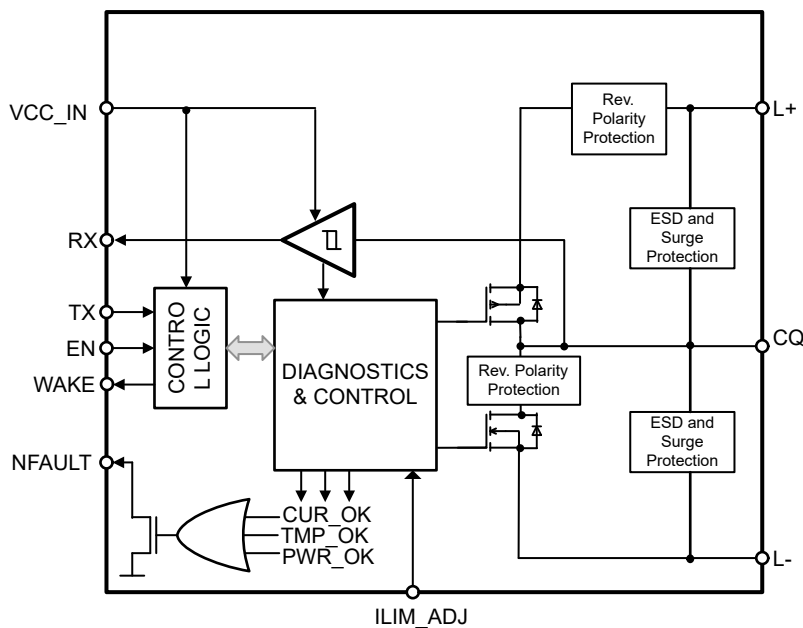 VCC_IN
Rev.
Polarity
Protection
L+
RX
ESD and
Surge
Protection
TX
EN
WAKE
CONTRO
L LOGIC
DIAGNOSTICS
& CONTROL
Rev. Polarity
Protection
CQ
ESD and
Surge
Protection
NFAULT
CUR_OK
TMP_OK
PWR_OK
L-
ILIM_ADJ